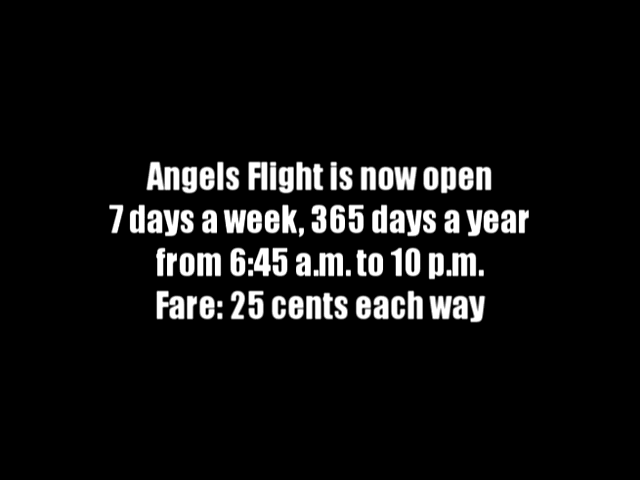 Angels Flight is now open
7 days a week, 365 days a year
from 6:45 a.m. to 10 p.m.
Fare: 25 cents each way